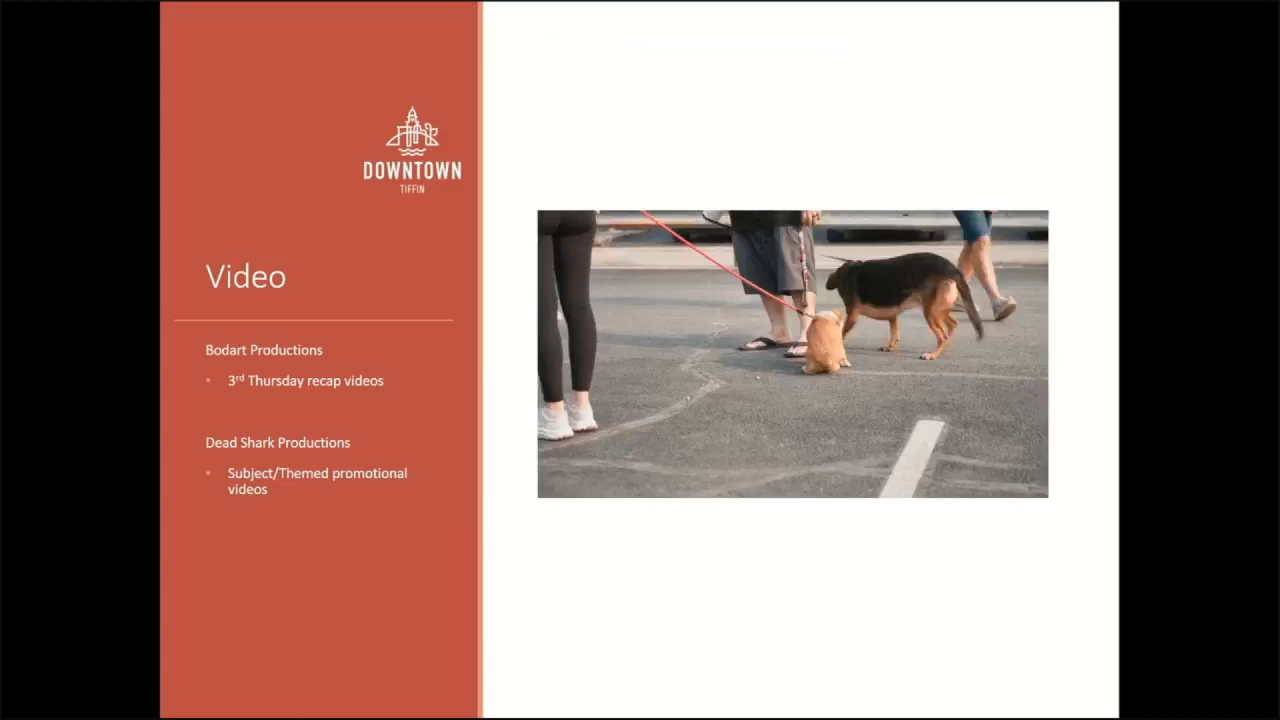 DOWNTOWN
TIFFIN
Video
Bodart Productions
• 3rd Thursday recap videos
Dead Shark Productions
• Subject/Themed promotional
videos